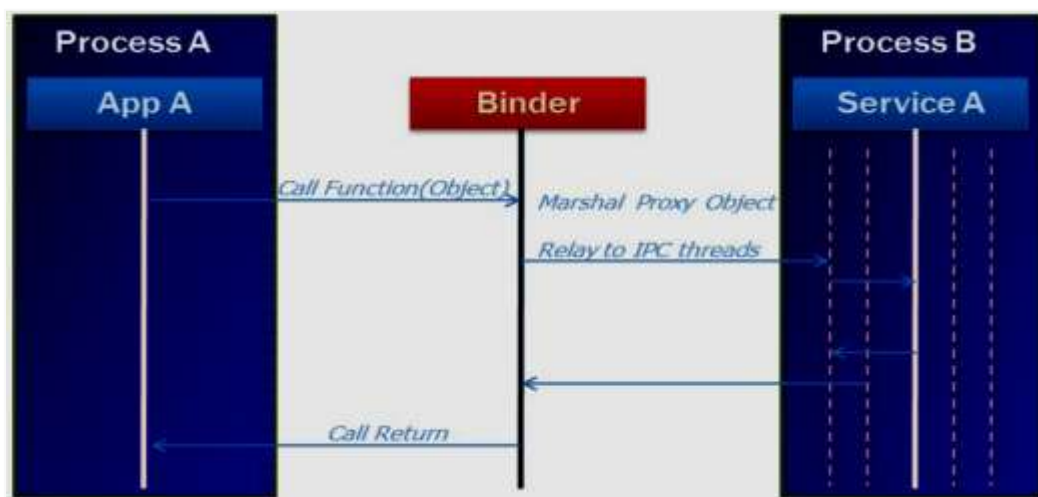 Process A
Process B
App A
Binder
Service A
Call Function(Object)
Marshal Proxy Object
Relay to IPC threads
Call Return